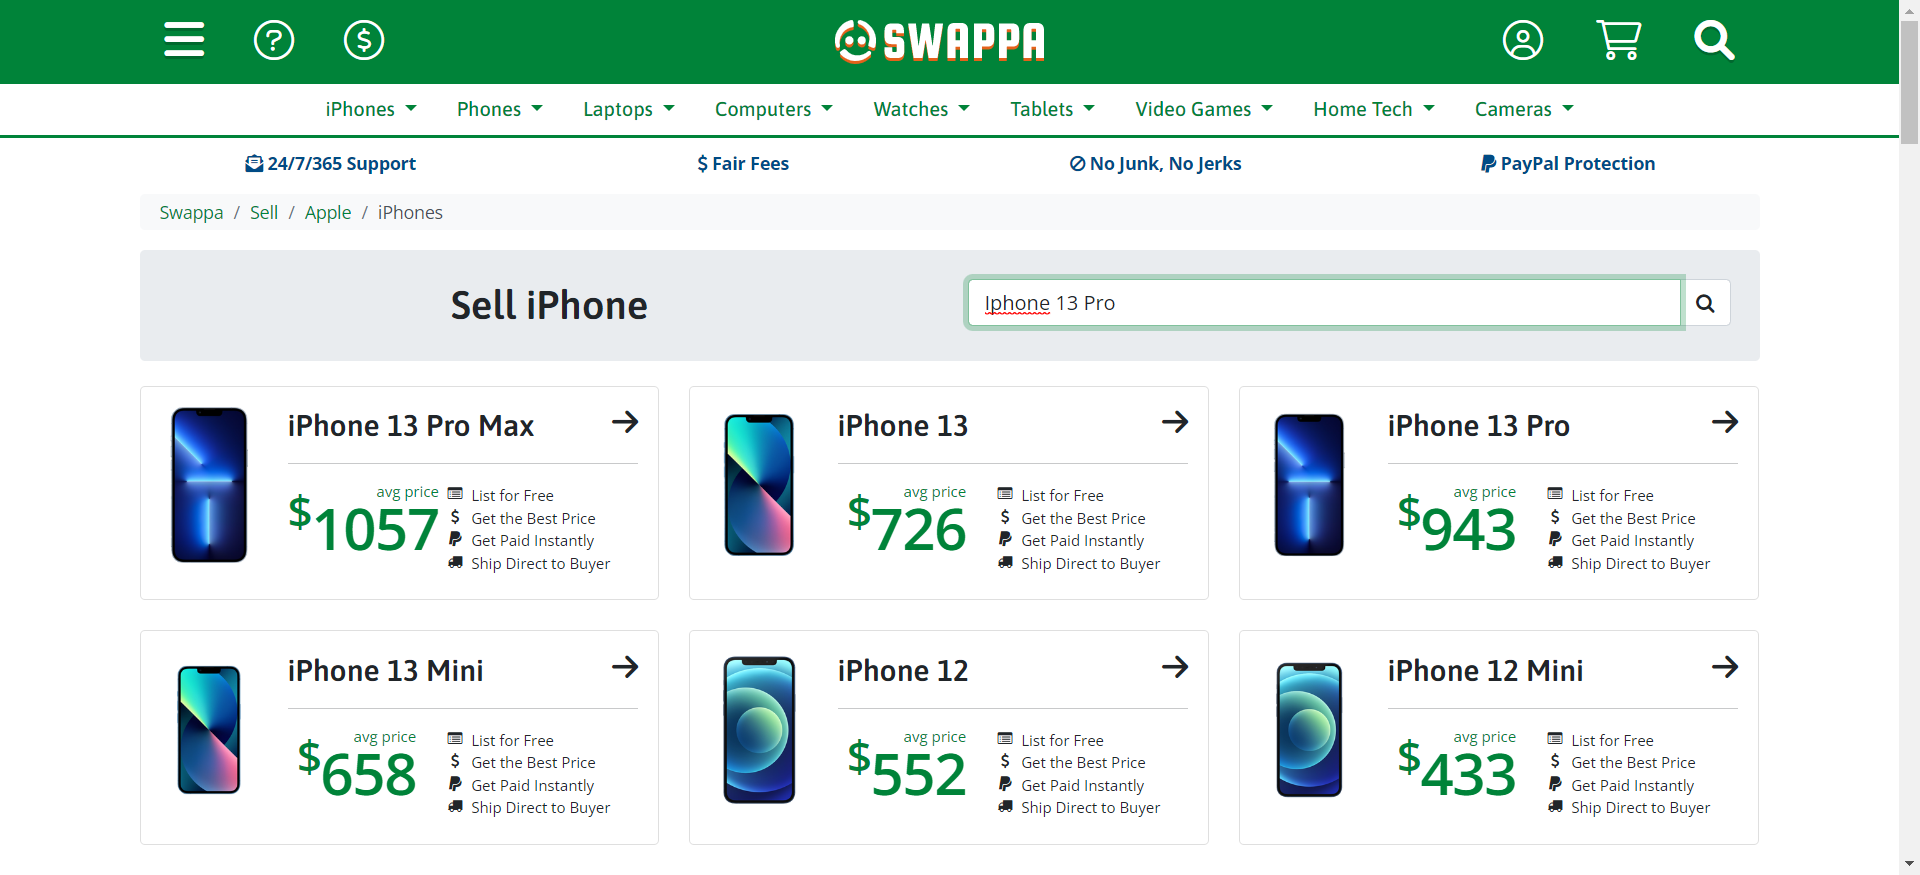 SWAPPA
iPhones
Phones
Laptops
Computers
Watches
Tablets
Video Games
Home Tech
Cameras
24/7/365 Support
$ Fair Fees
No Junk, No Jerks
PayPal Protection
Swappa / Sell / Apple / iPhones
Sell iPhone
Iphone 13 Pro
iPhone 13 Pro Max
avg price
$1057
List for Free
$ Get the Best Price
Get Paid Instantly
Ship Direct to Buyer
iPhone 13
avg price
$726
List for Free
$ Get the Best Price
Get Paid Instantly
Ship Direct to Buyer
iPhone 13 Pro
avg price
$943
List for Free
$ Get the Best Price
Get Paid Instantly
Ship Direct to Buyer
iPhone 13 Mini
avg price
$658
List for Free
$ Get the Best Price
Get Paid Instantly
Ship Direct to Buyer
iPhone 12
avg price
$552
List for Free
$ Get the Best Price
Get Paid Instantly
Ship Direct to Buyer
iPhone 12 Mini
avg price
$433
List for Free
$ Get the Best Price
Get Paid Instantly
Ship Direct to Buyer